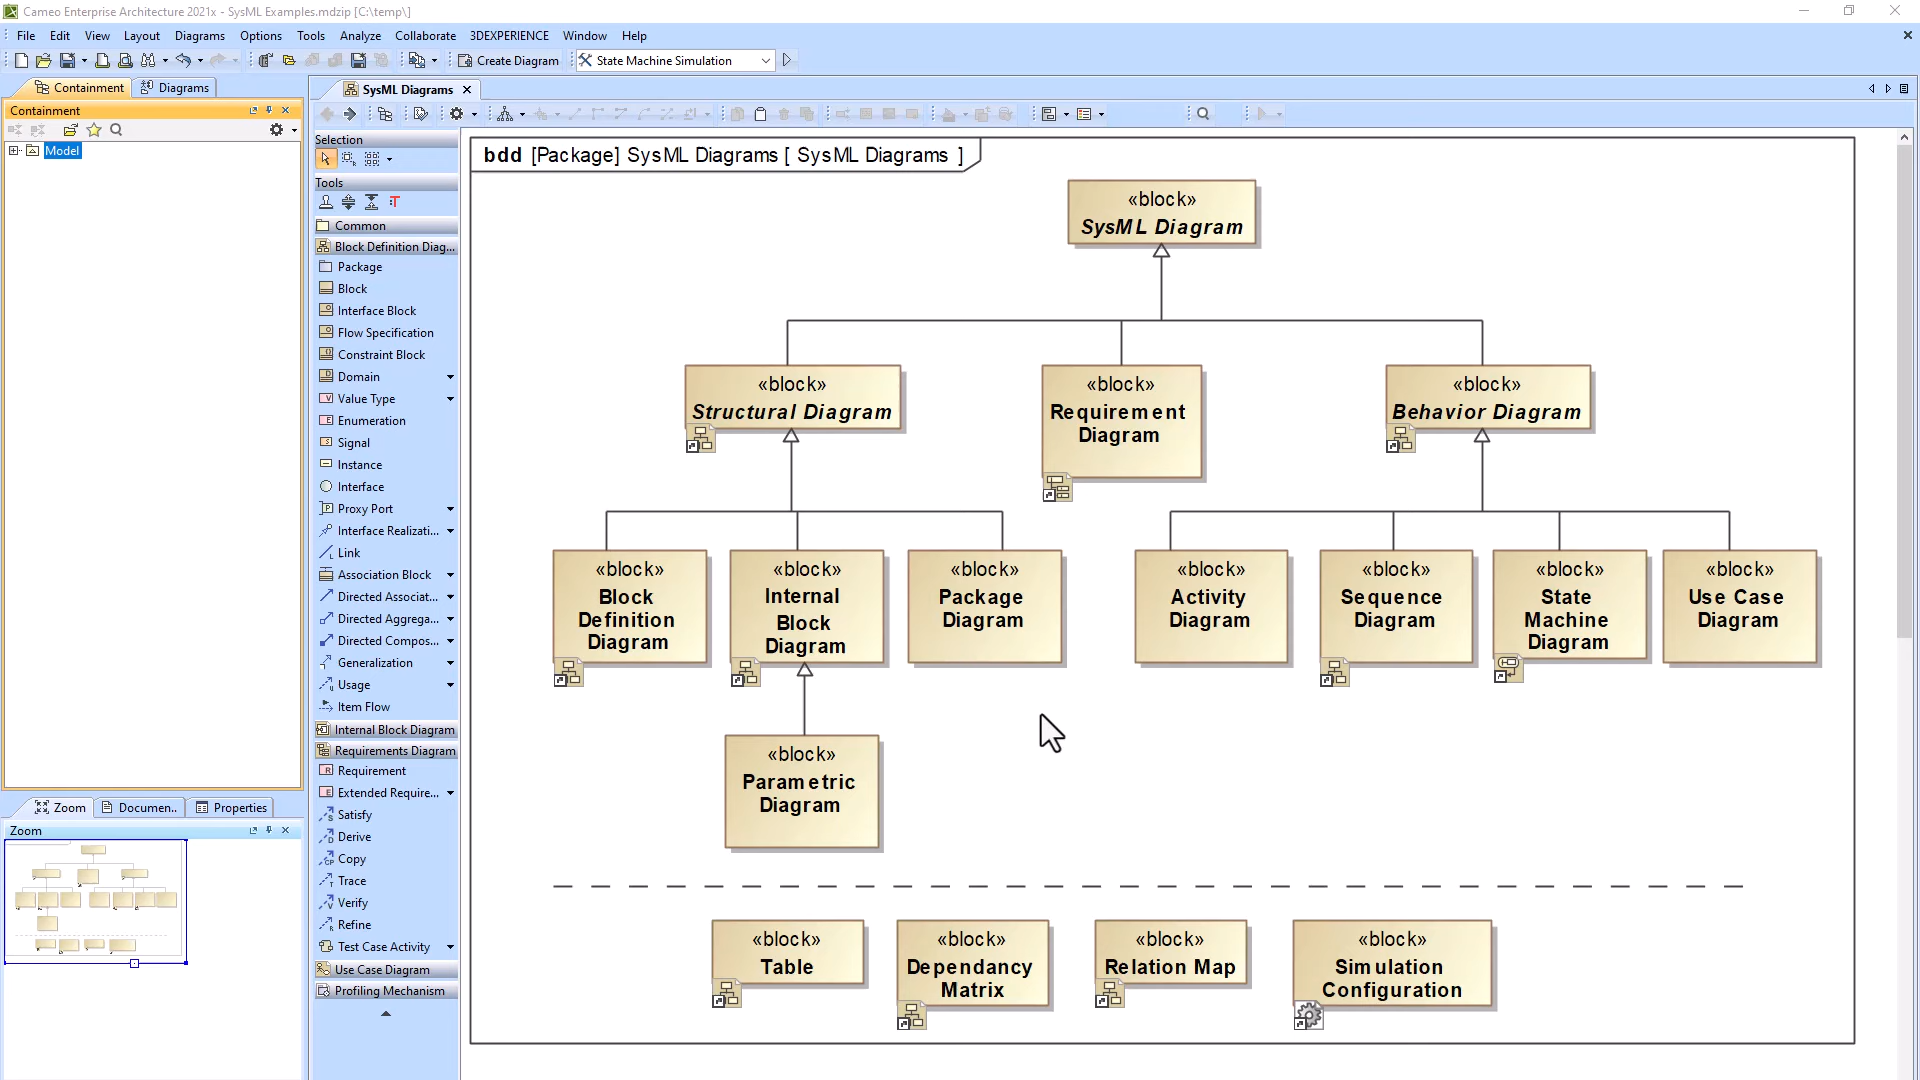 Cameo Enterprise Architecture 2021x - SysML Examples.mdzip [C:\temp\]
File Edit View Layout Diagrams Options Tools Analyze Collaborate 3DEXPERIENCE Window Help
Create Diagram State Machine Simulation
Containment Diagrams
Containment
Model
Zoom Documen.. Properties
Zoom
SysML Diagrams
Selection
Tools
Common
Block Definition Diag...
Package
Block
Interface Block
Flow Specification
Constraint Block
Domain
Value Type
Enumeration
Signal
Instance
Interface
Proxy Port
Interface Realizati...
Link
Association Block
Directed Associat...
Directed Aggrega...
Directed Compos...
Generalization
Usage
Item Flow
Internal Block Diagram
Requirements Diagram
Requirement
Extended Require...
Satisfy
Derive
Copy
Trace
Verify
Refine
Test Case Activity
Use Case Diagram
Profiling Mechanism
bdd [Package] SysML Diagrams [ SysML Diagrams ]
«block»
SysML Diagram
«block»
Structural Diagram
«block»
Requirement
Diagram
«block»
Behavior Diagram
«block»
Block
Definition
Diagram
«block»
Internal
Block
Diagram
«block»
Package
Diagram
«block»
Activity
Diagram
«block»
Sequence
Diagram
«block»
State
Machine
Diagram
«block»
Use Case
Diagram
«block»
Parametric
Diagram
«block»
Table
«block»
Dependancy
Matrix
«block»
Relation Map
«block»
Simulation
Configuration